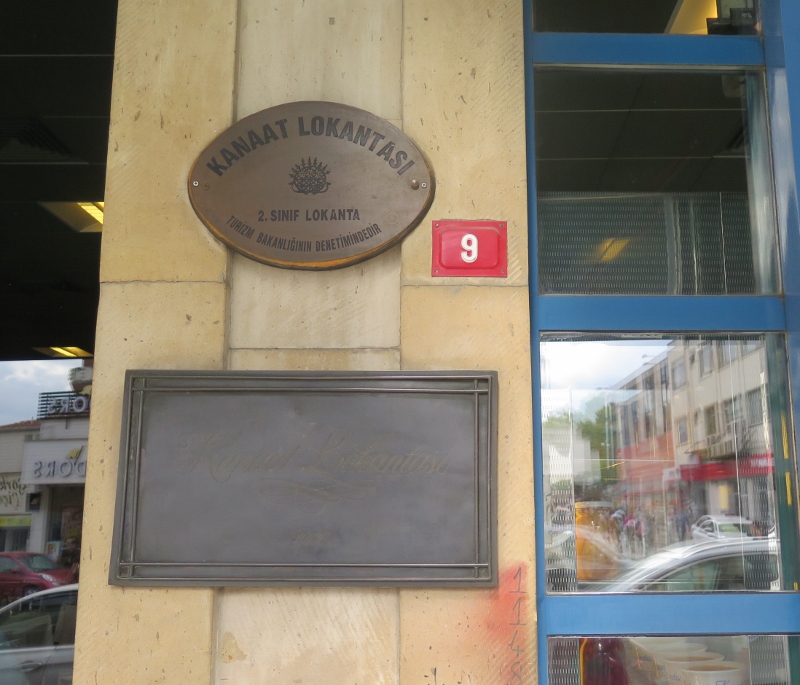 KANAAT LOKANTASI
2. SINIF LOKANTA
TURİZM BAKANLIĞININ DENETİMİNDEDİR
9
Kanaat Lokantası